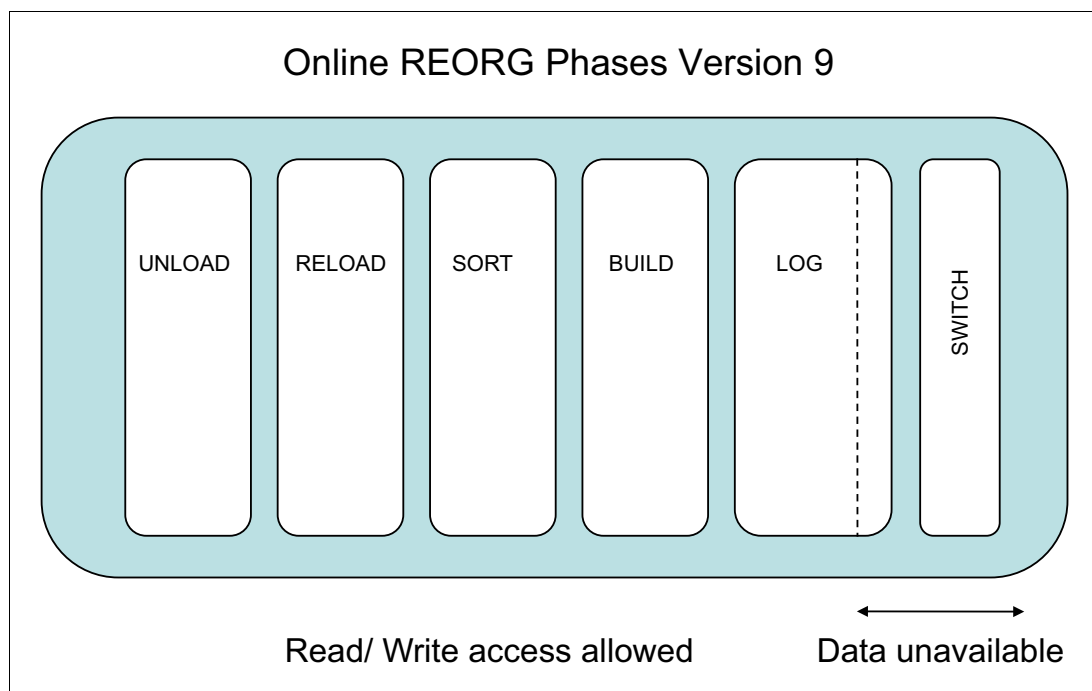 Online REORG Phases Version 9
UNLOAD
RELOAD
SORT
BUILD
LOG
SWITCH
Read/ Write access allowed
Data unavailable